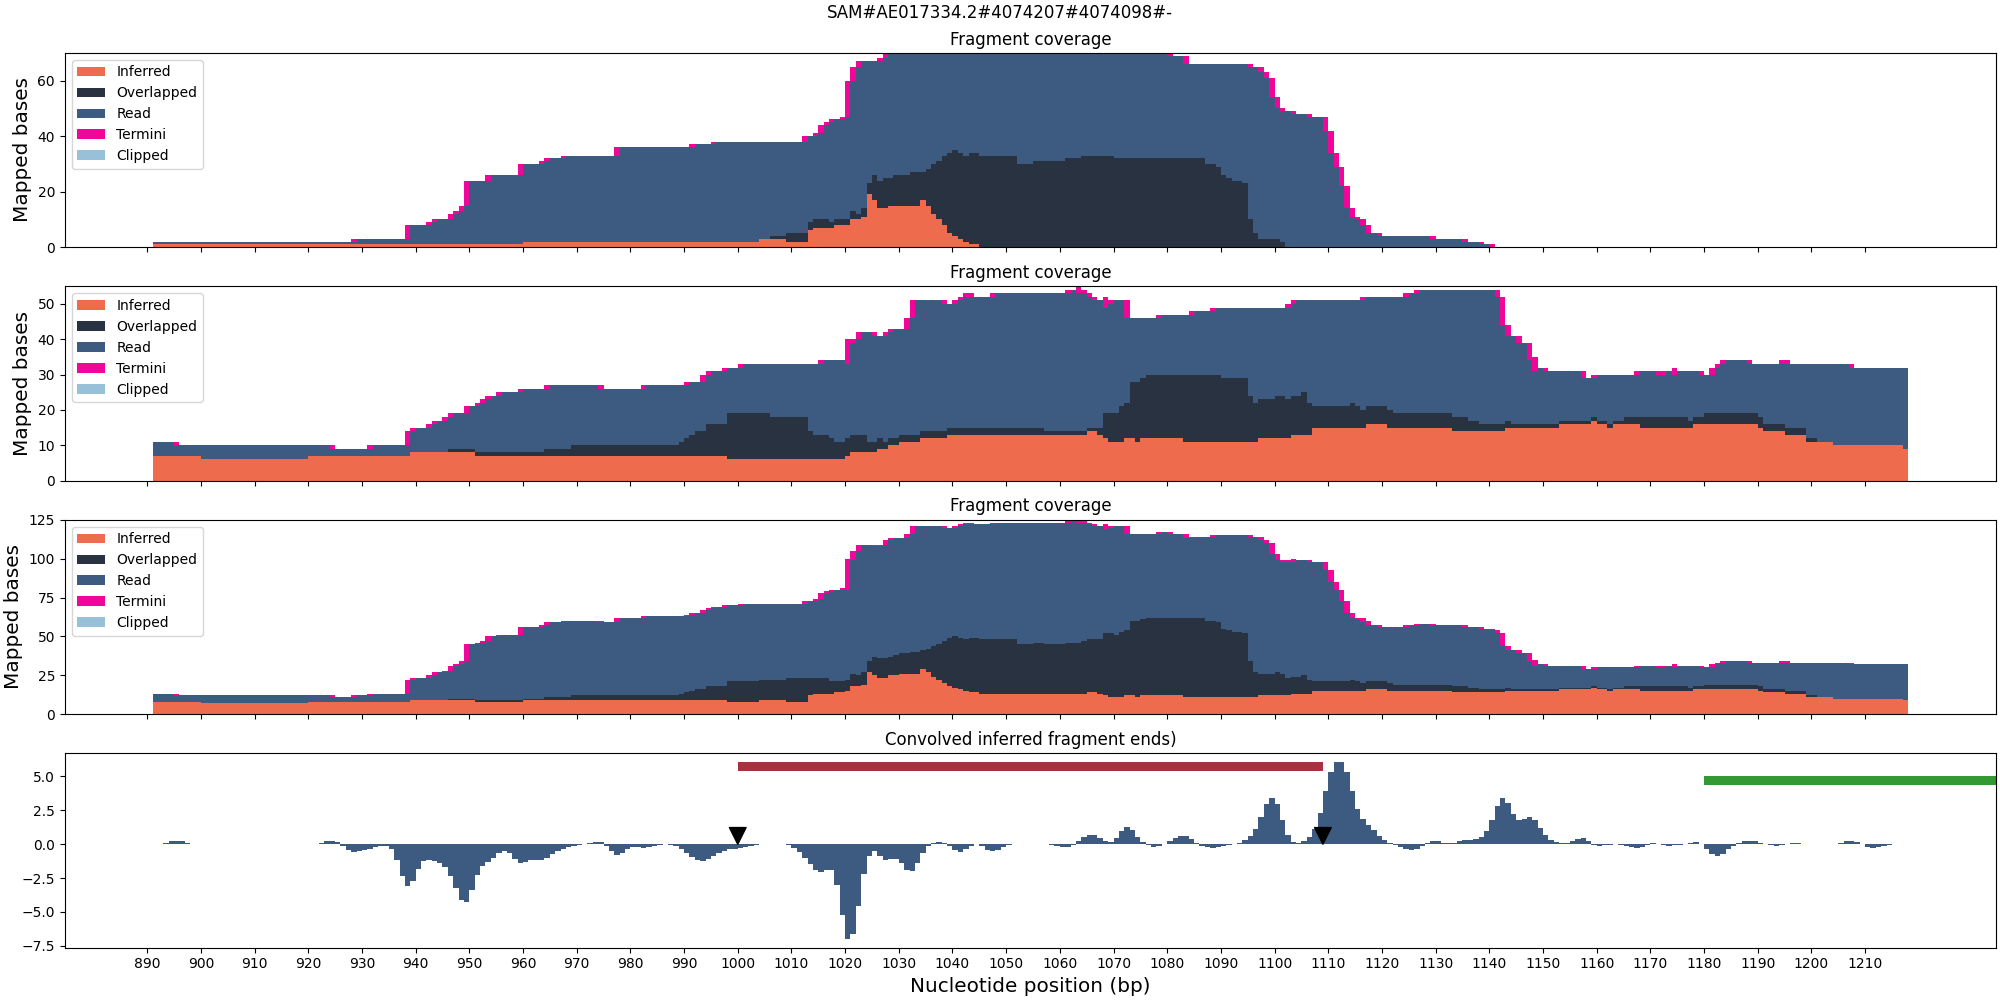 SAM#AE017334.2#4074207#4074098#-
Fragment coverage
Mapped bases
60
40
20
0
Inferred
Overlapped
Read
Termini
Clipped
Fragment coverage
Mapped bases
50
40
30
20
10
0
Inferred
Overlapped
Read
Termini
Clipped
Fragment coverage
Mapped bases
125
100
75
50
25
0
Inferred
Overlapped
Read
Termini
Clipped
Convolved inferred fragment ends)
5.0
2.5
0.0
−2.5
−5.0
−7.5
890 900 910 920 930 940 950 960 970 980 990 1000 1010 1020 1030 1040 1050 1060 1070 1080 1090 1100 1110 1120 1130 1140 1150 1160 1170 1180 1190 1200 1210
Nucleotide position (bp)